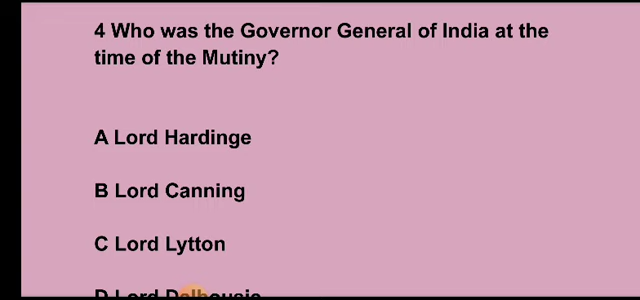 4 Who was the Governor General of India at the
time of the Mutiny?
A Lord Hardinge
B Lord Canning
C Lord Lytton
D Lord Dalhousie